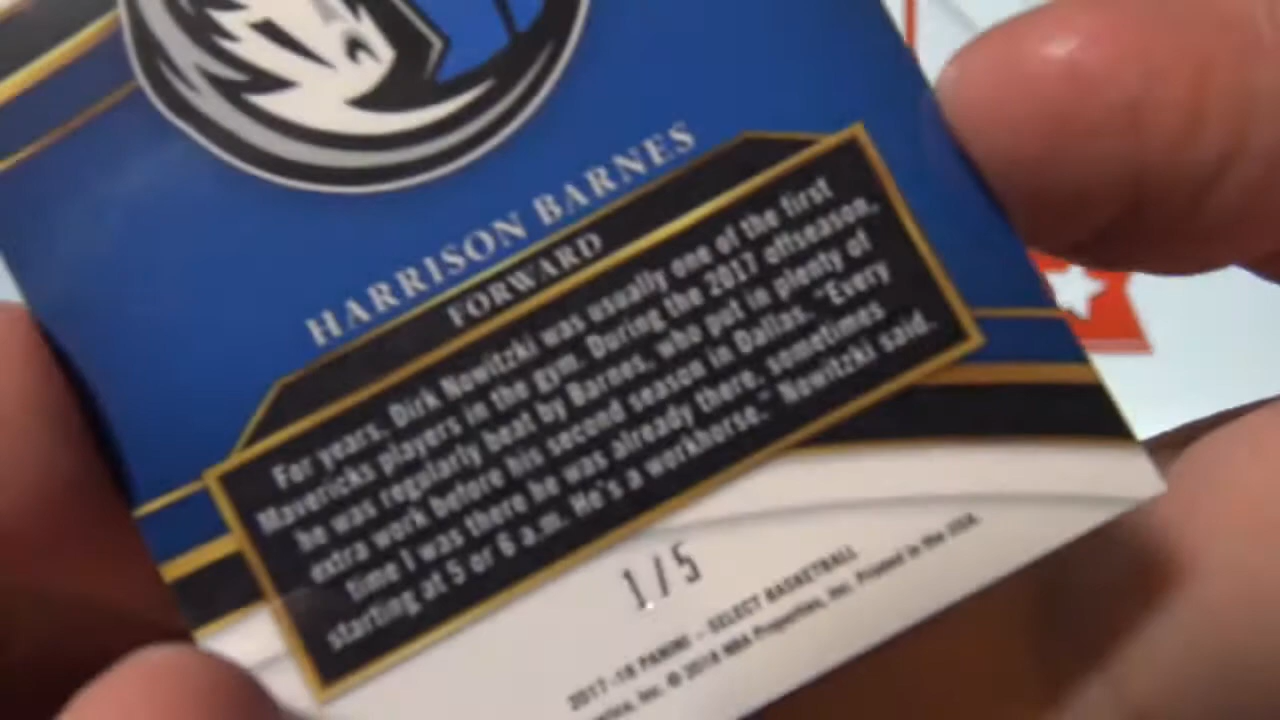 HARRISON BARNES
FORWARD
For years, Dirk Nowitzki was usually one of the first
Mavericks players in the gym. During the 2017 offseason,
he was regularly beat by Barnes, who put in plenty of
extra work before his second season in Dallas. "Every
time I was there he was already there, sometimes
starting at 5 or 6 a.m. He's a workhorse." Nowitzki said.
1/5
2017-18 PANINI – SELECT BASKETBALL
Inc. © 2018 NBA Properties, Inc. Printed in the USA.